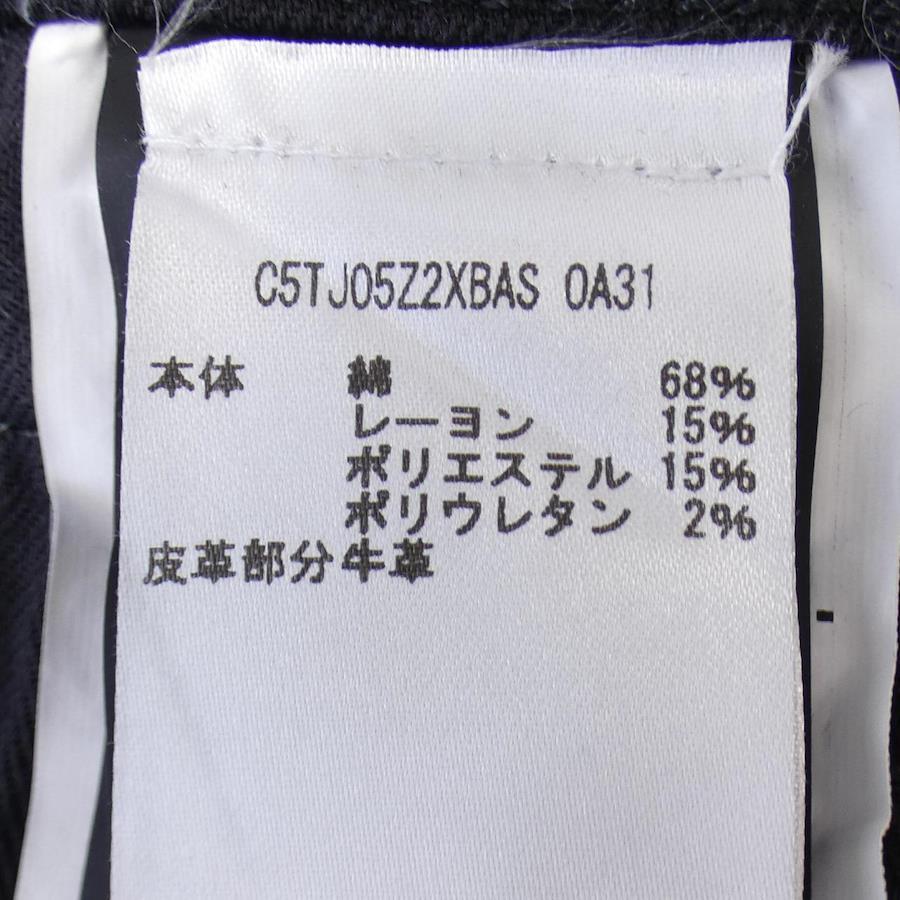 C5TJ05Z2XBAS 0A31
本体 綿 68%
レーヨン 15%
ポリエステル 15%
ポリウレタン 2%
皮革部分 牛革